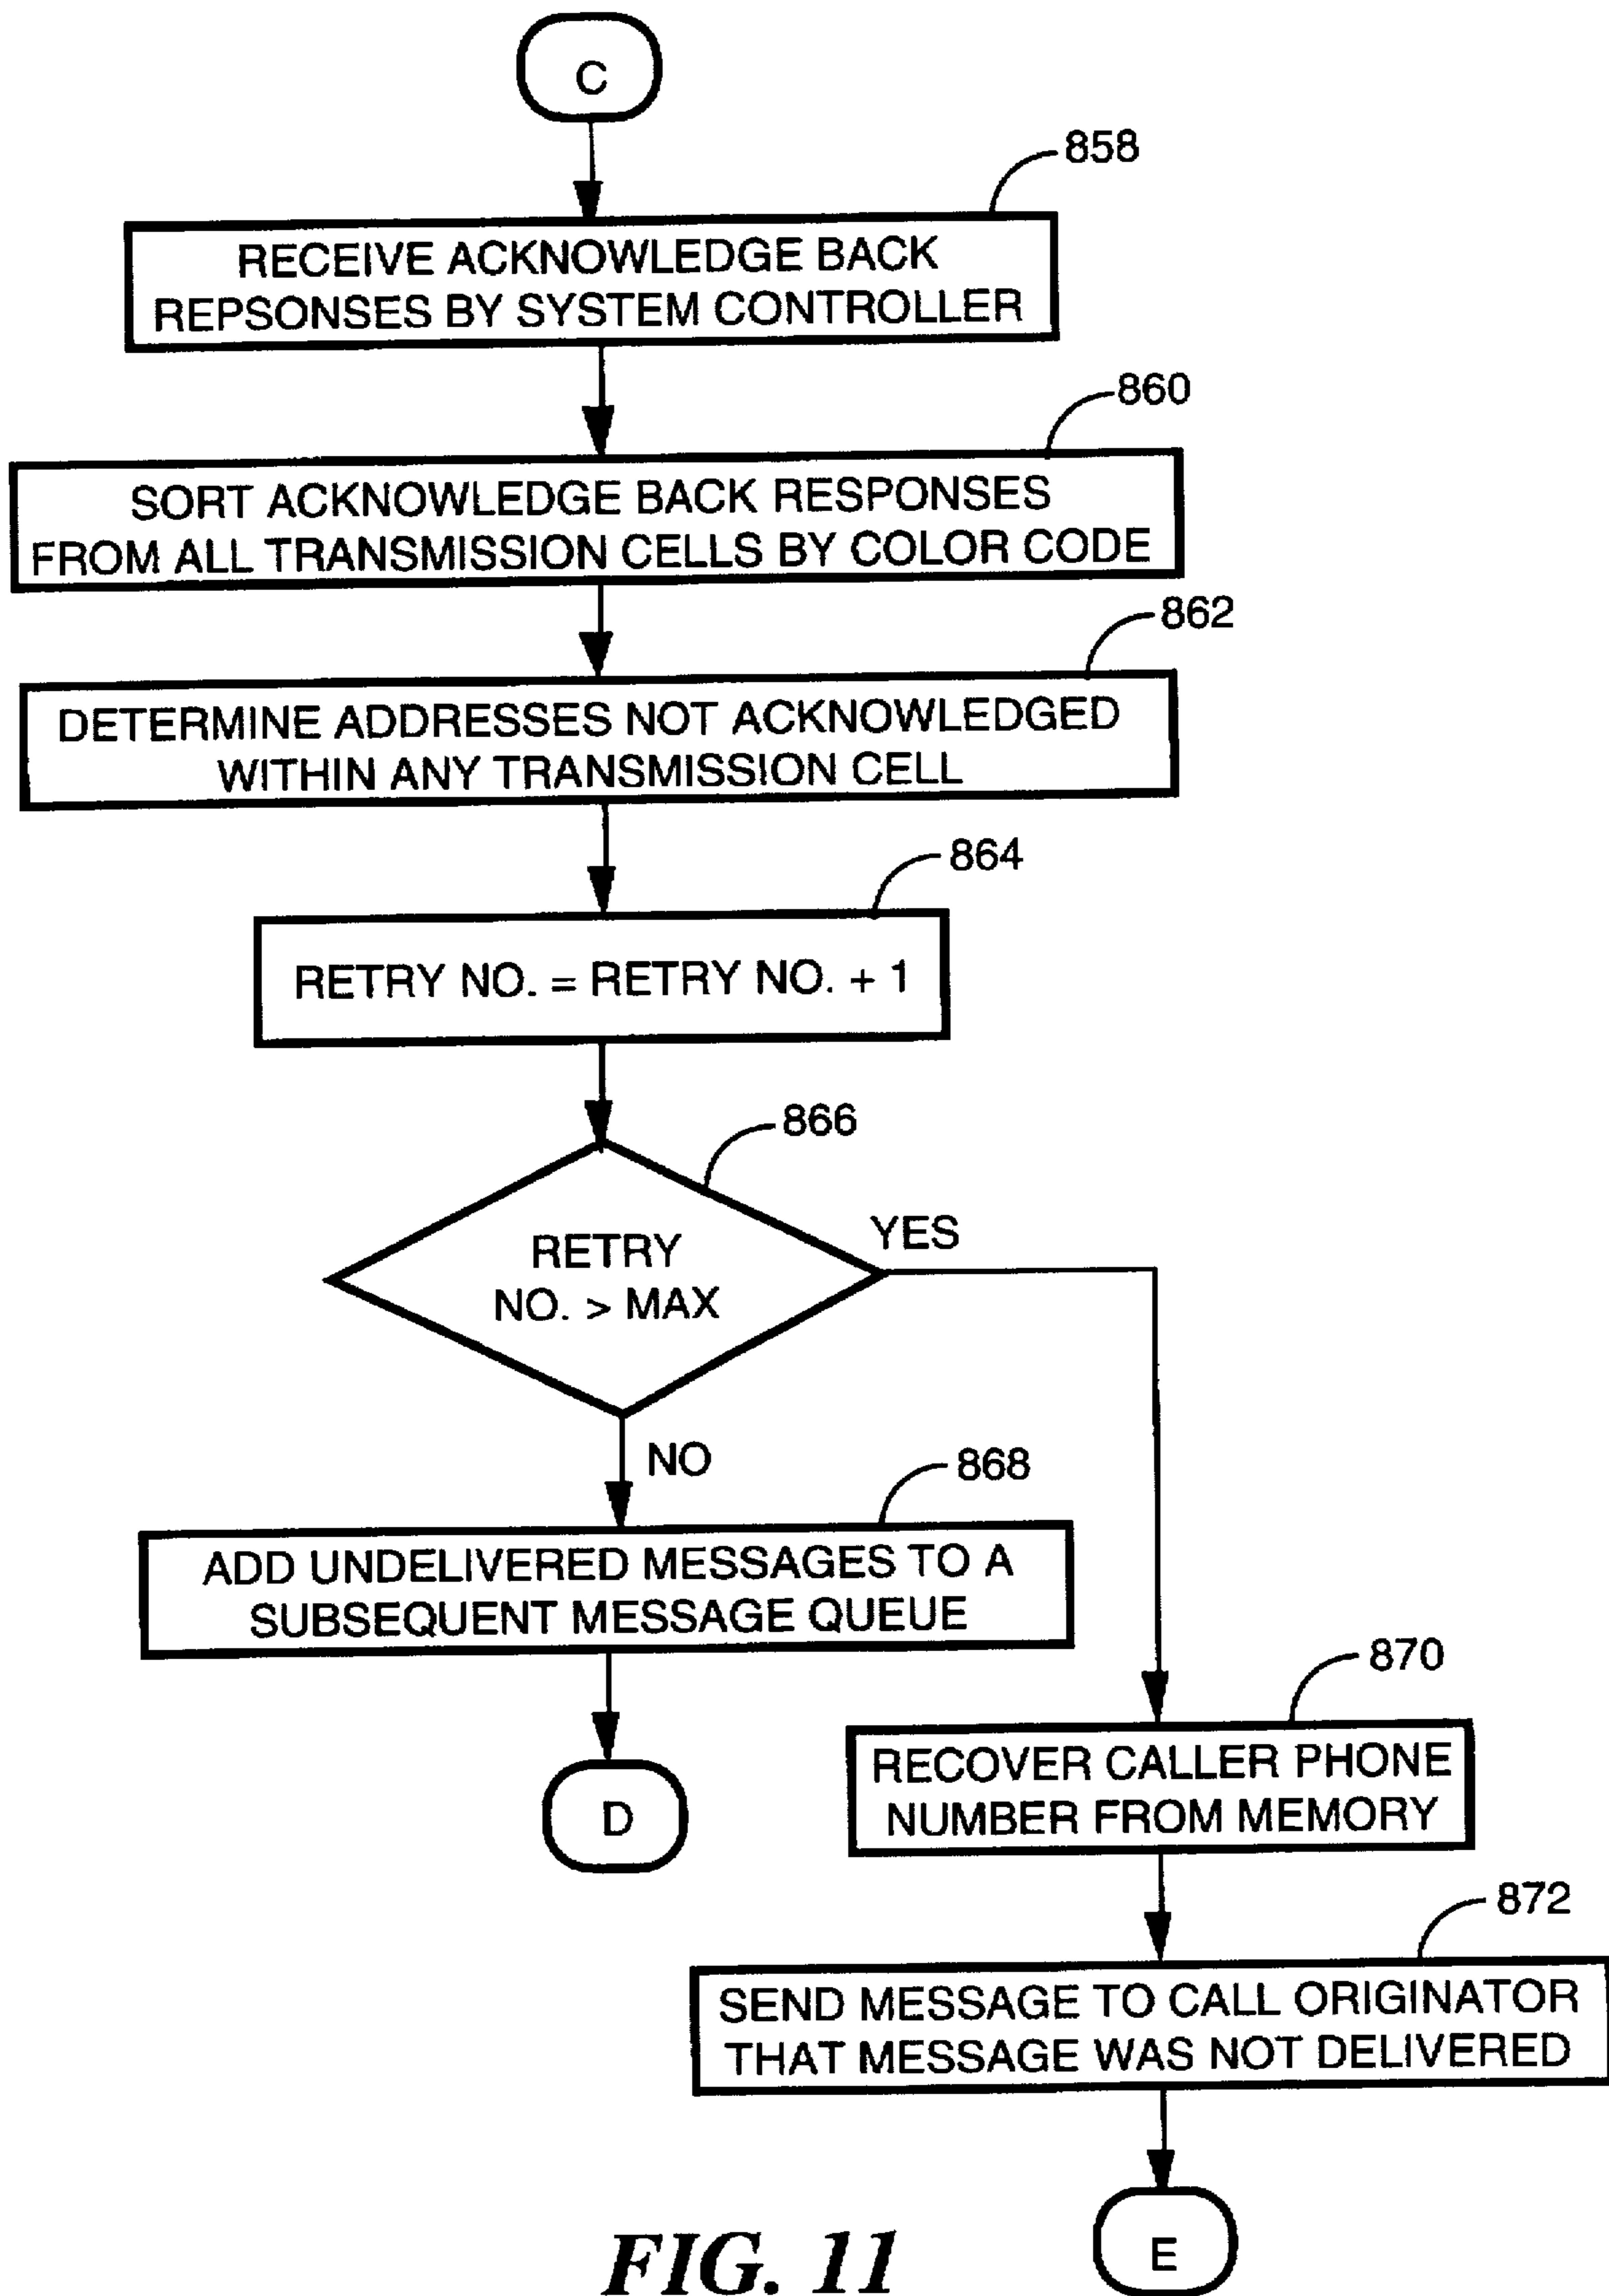 C
858
RECEIVE ACKNOWLEDGE BACK
REPSONSES BY SYSTEM CONTROLLER
860
SORT ACKNOWLEDGE BACK RESPONSES
FROM ALL TRANSMISSION CELLS BY COLOR CODE
862
DETERMINE ADDRESSES NOT ACKNOWLEDGED
WITHIN ANY TRANSMISSION CELL
864
RETRY NO. = RETRY NO. + 1
866
RETRY
NO. > MAX
YES
NO
868
ADD UNDELIVERED MESSAGES TO A
SUBSEQUENT MESSAGE QUEUE
D
870
RECOVER CALLER PHONE
NUMBER FROM MEMORY
872
SEND MESSAGE TO CALL ORIGINATOR
THAT MESSAGE WAS NOT DELIVERED
E
FIG. 11